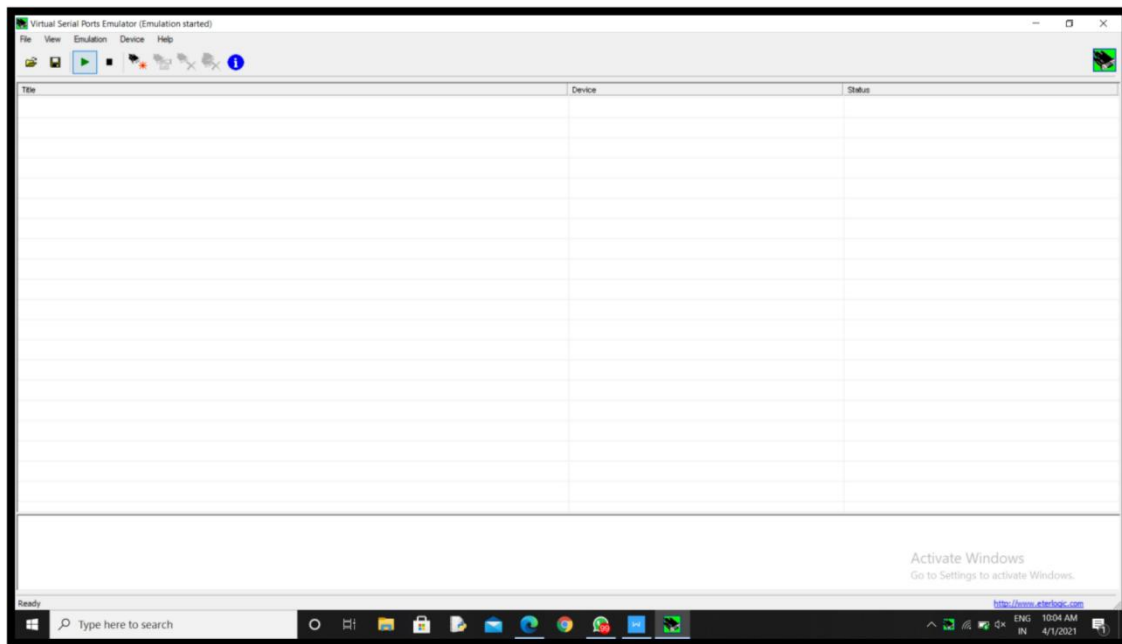 Virtual Serial Ports Emulator (Emulation started)
File View Emulation Device Help
Title Device Status
Activate Windows
Go to Settings to activate Windows.
Ready http://www.eterlogic.com
Type here to search ENG 10:04 AM
IN 4/1/2021